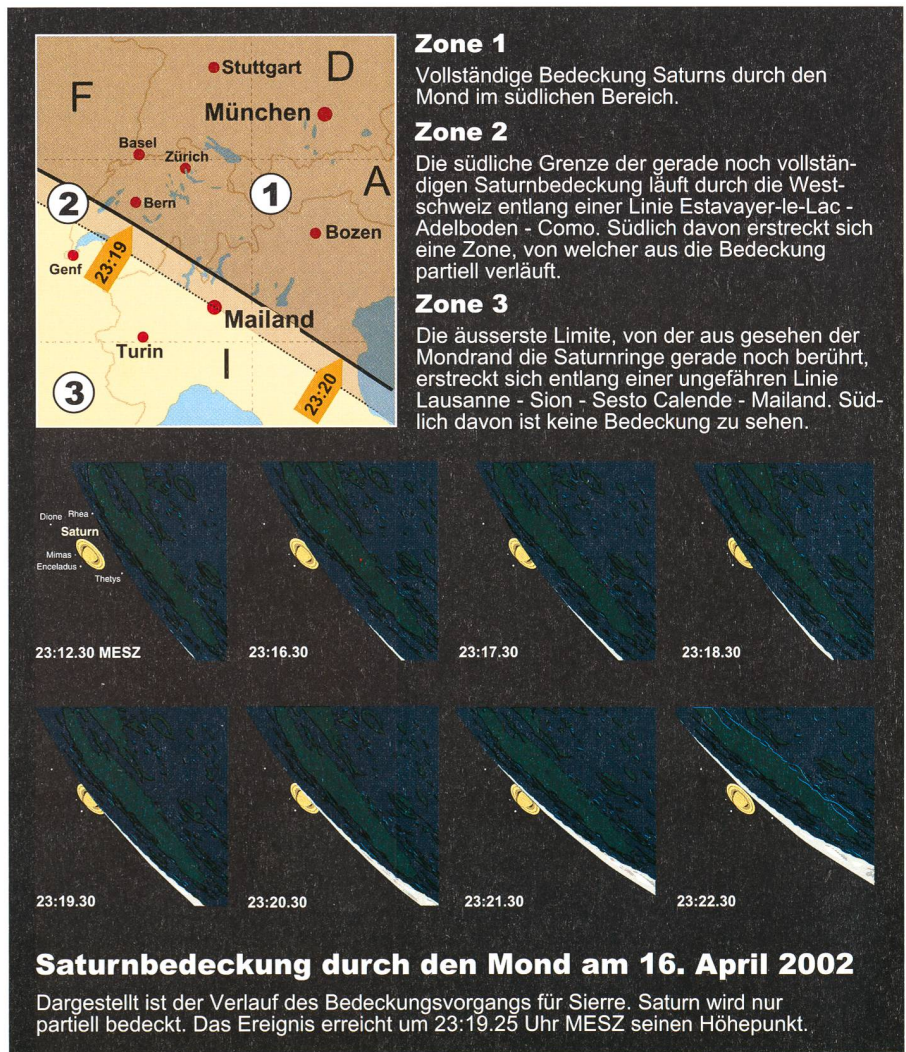 F
D
A
I
Stuttgart
München
Basel
Zürich
1
2
Bern
Bozen
Genf
23:19
Mailand
Turin
3
23:20
Zone 1
Vollständige Bedeckung Saturns durch den
Mond im südlichen Bereich.
Zone 2
Die südliche Grenze der gerade noch vollstän-
digen Saturnbedeckung läuft durch die West-
schweiz entlang einer Linie Estavayer-le-Lac -
Adelboden - Como. Südlich davon erstreckt sich
eine Zone, von welcher aus die Bedeckung
partiell verläuft.
Zone 3
Die äusserste Limite, von der aus gesehen der
Mondrand die Saturnringe gerade noch berührt,
erstreckt sich entlang einer ungefähren Linie
Lausanne - Sion - Sesto Calende - Mailand. Süd-
lich davon ist keine Bedeckung zu sehen.
Dione Rhea
Saturn
Mimas
Enceladus
Thetys
23:12.30 MESZ
23:16.30
23:17.30
23:18.30
23:19.30
23:20.30
23:21.30
23:22.30
Saturnbedeckung durch den Mond am 16. April 2002
Dargestellt ist der Verlauf des Bedeckungsvorgangs für Sierre. Saturn wird nur
partiell bedeckt. Das Ereignis erreicht um 23:19.25 Uhr MESZ seinen Höhepunkt.